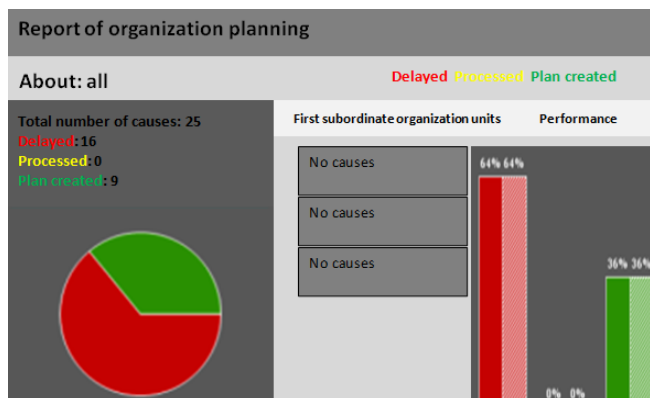 Report of organization planning
About: all
Delayed Processed Plan created
Total number of causes: 25
Delayed: 16
Processed: 0
Plan created: 9
First subordinate organization units
Performance
No causes
No causes
No causes
64% 64%
36% 36%
0% 0%